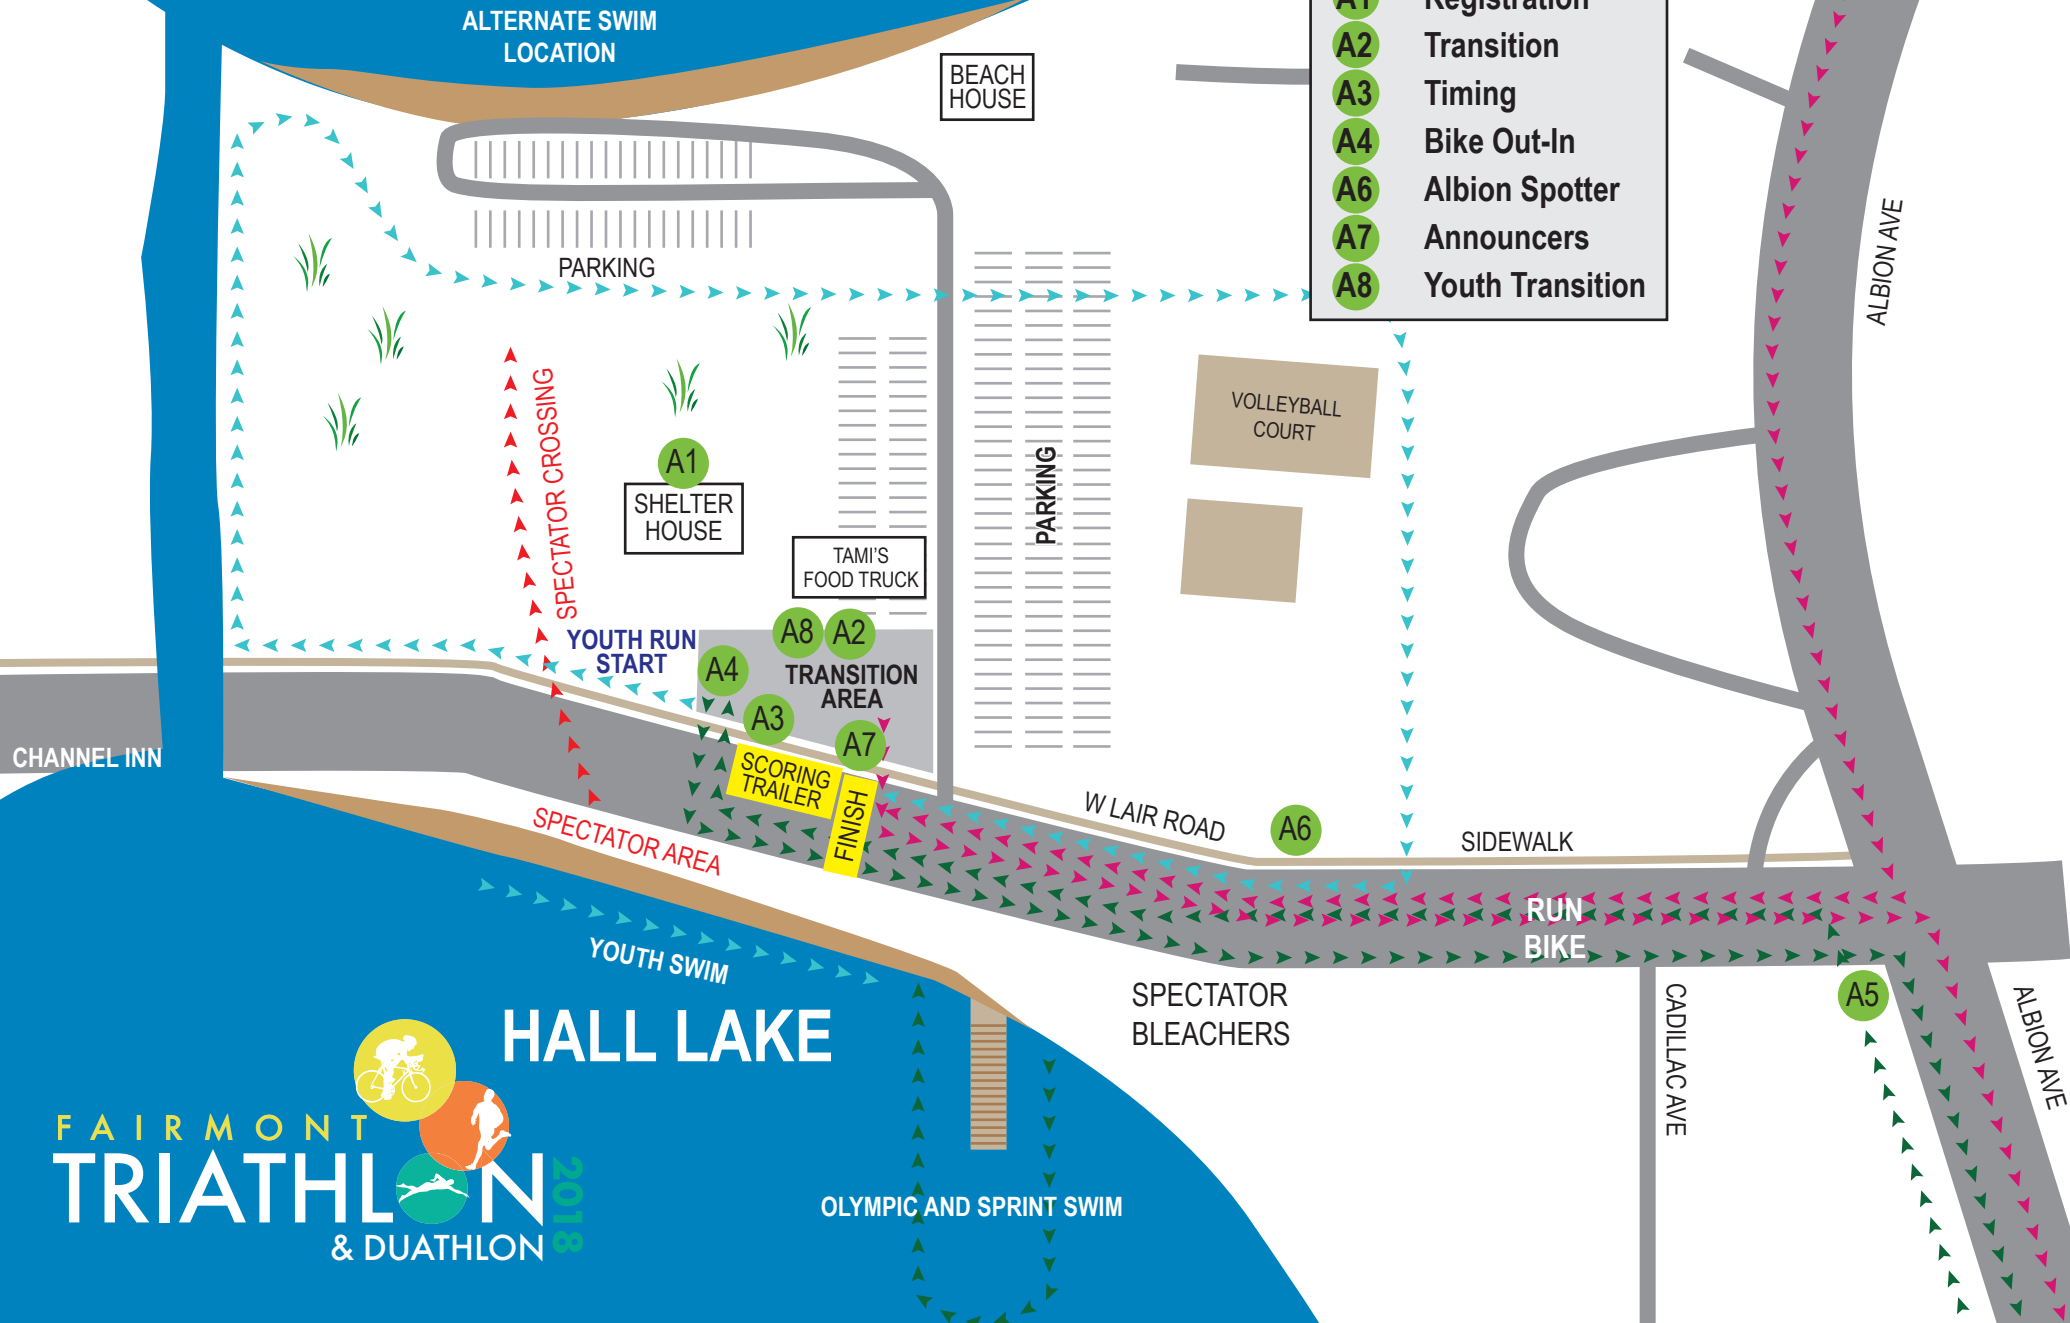 ALTERNATE SWIM
LOCATION
BEACH
HOUSE
A1 Registration
A2 Transition
A3 Timing
A4 Bike Out-In
A6 Albion Spotter
A7 Announcers
A8 Youth Transition
ALBION AVE
PARKING
SPECTATOR CROSSING
A1
SHELTER
HOUSE
VOLLEYBALL
COURT
PARKING
TAMI'S
FOOD TRUCK
YOUTH RUN
START
A8
A2
A4
TRANSITION
AREA
A3
A7
CHANNEL INN
SCORING
TRAILER
FINISH
SPECTATOR AREA
W LAIR ROAD
A6
SIDEWALK
RUN
BIKE
YOUTH SWIM
SPECTATOR
BLEACHERS
CADILLAC AVE
A5
ALBION AVE
HALL LAKE
OLYMPIC AND SPRINT SWIM
FAIRMONT
TRIATHLON
& DUATHLON
2018